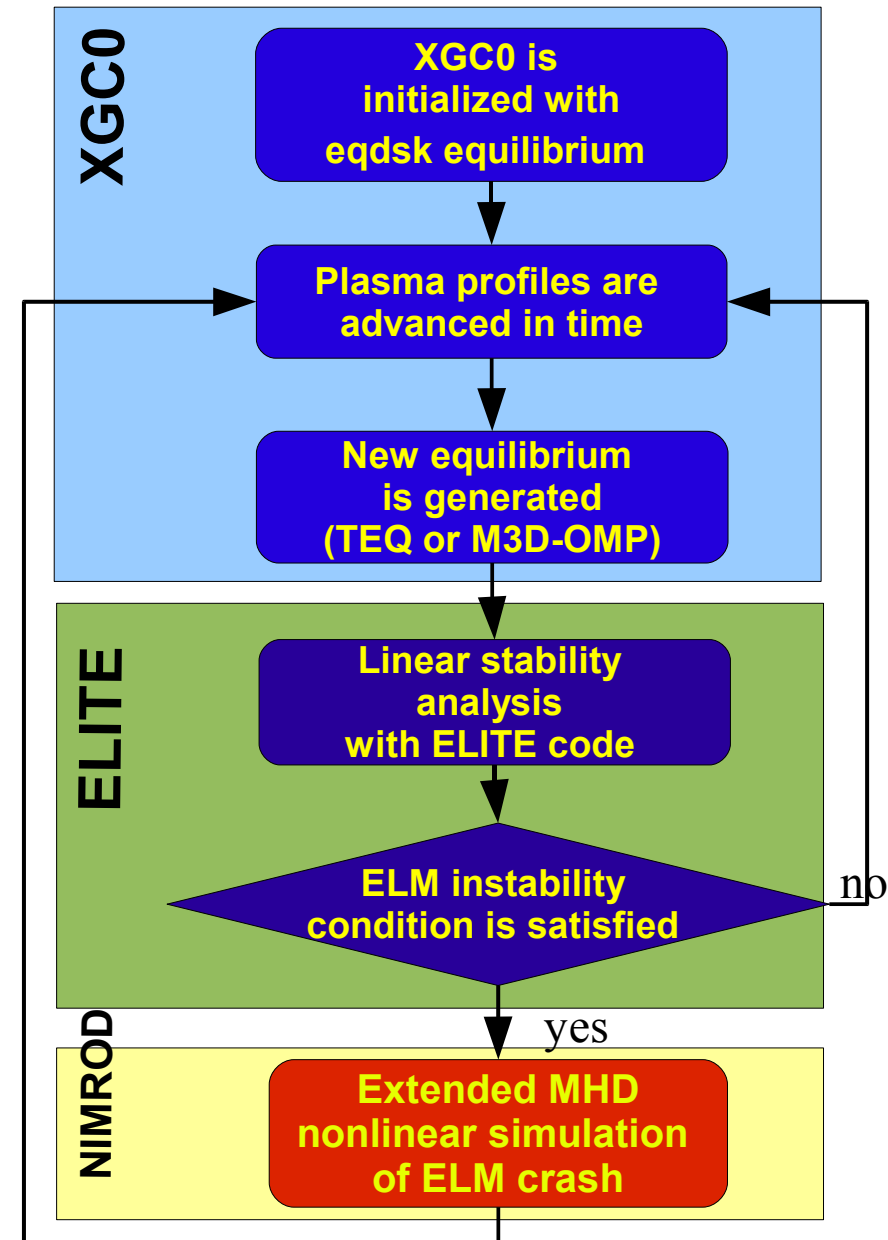 XGC0
XGC0 is
initialized with
eqdsk equilibrium
Plasma profiles are
advanced in time
New equilibrium
is generated
(TEQ or M3D-OMP)
ELITE
Linear stability
analysis
with ELITE code
ELM instability
condition is satisfied
no
yes
NIMROD
Extended MHD
nonlinear simulation
of ELM crash